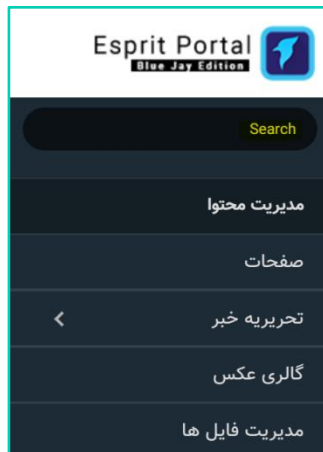 Esprit Portal
Blue Jay Edition
Search
مدیریت محتوا
صفحات
تحریریه خبر
گالری عکس
مدیریت فایل ها